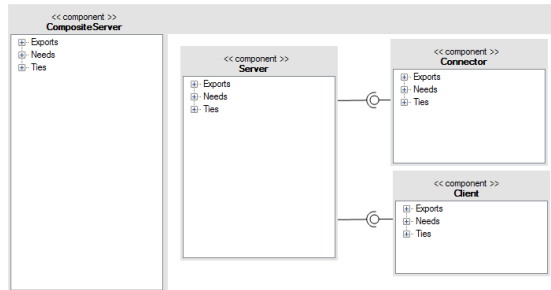 << component >>
CompositeServer
Exports
Needs
Ties
<< component >>
Server
Exports
Needs
Ties
<< component >>
Connector
Exports
Needs
Ties
<< component >>
Client
Exports
Needs
Ties